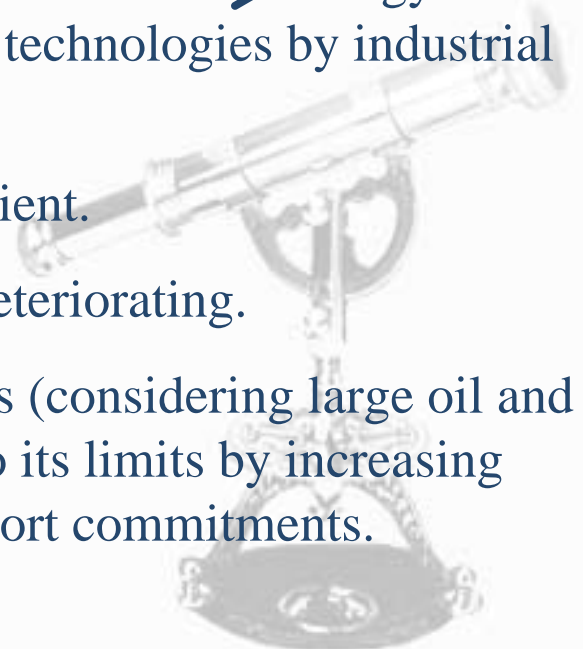 technologies by industrial
ient.
eteriorating.
s (considering large oil and
its limits by increasing
ort commitments.